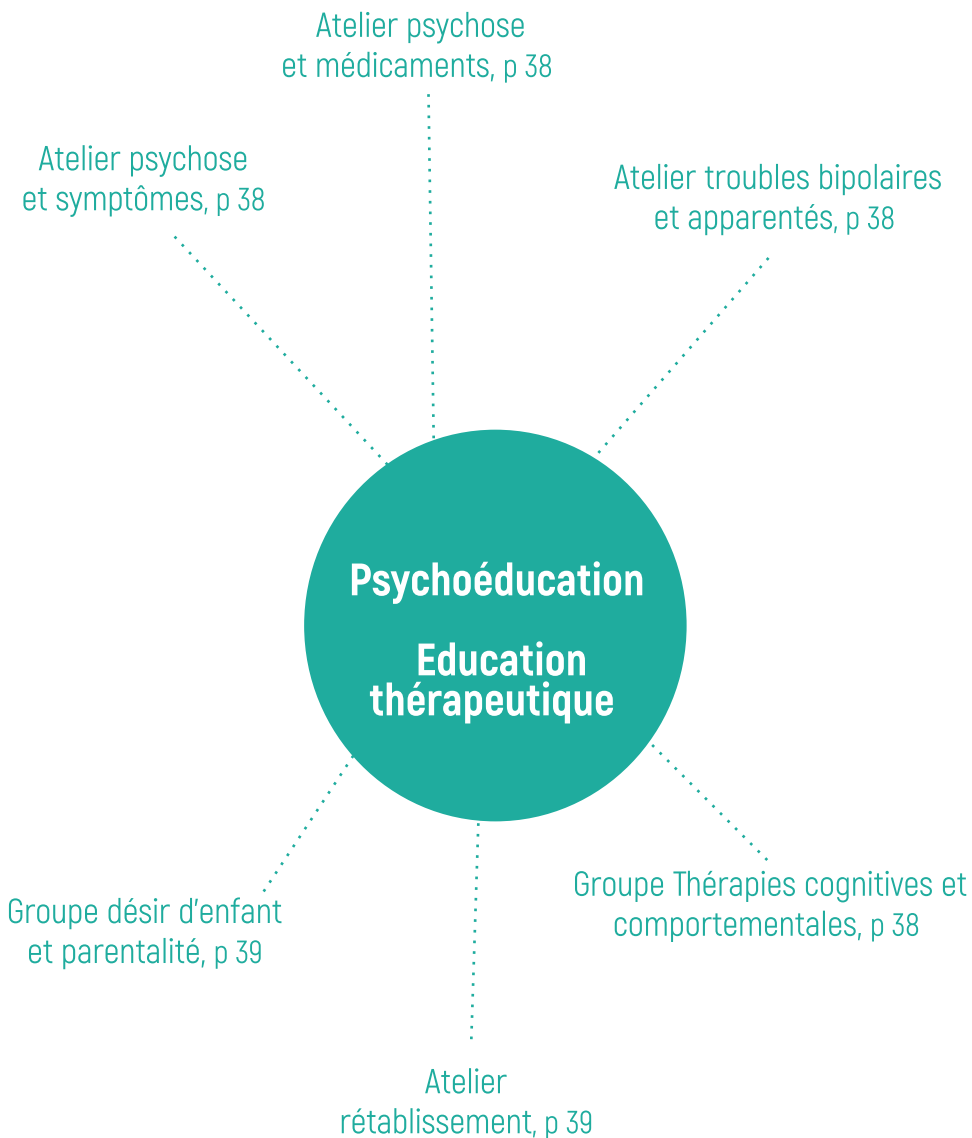 Atelier psychose
et médicaments, p 38
Atelier psychose
et symptômes, p 38
Atelier troubles bipolaires
et apparentés, p 38
Psychoéducation
Education
thérapeutique
Groupe Thérapies cognitives et
comportementales, p 38
Groupe désir d’enfant
et parentalité, p 39
Atelier
rétablissement, p 39